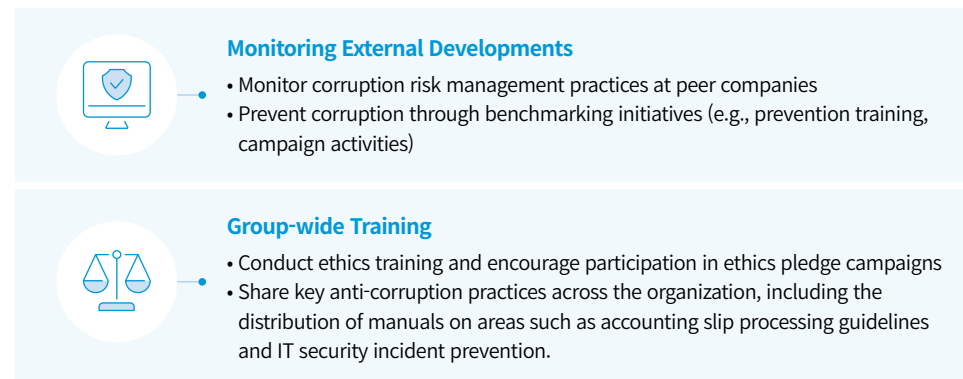 Monitoring External Developments
• Monitor corruption risk management practices at peer companies
• Prevent corruption through benchmarking initiatives (e.g., prevention training,
campaign activities)
Group-wide Training
• Conduct ethics training and encourage participation in ethics pledge campaigns
• Share key anti-corruption practices across the organization, including the
distribution of manuals on areas such as accounting slip processing guidelines
and IT security incident prevention.